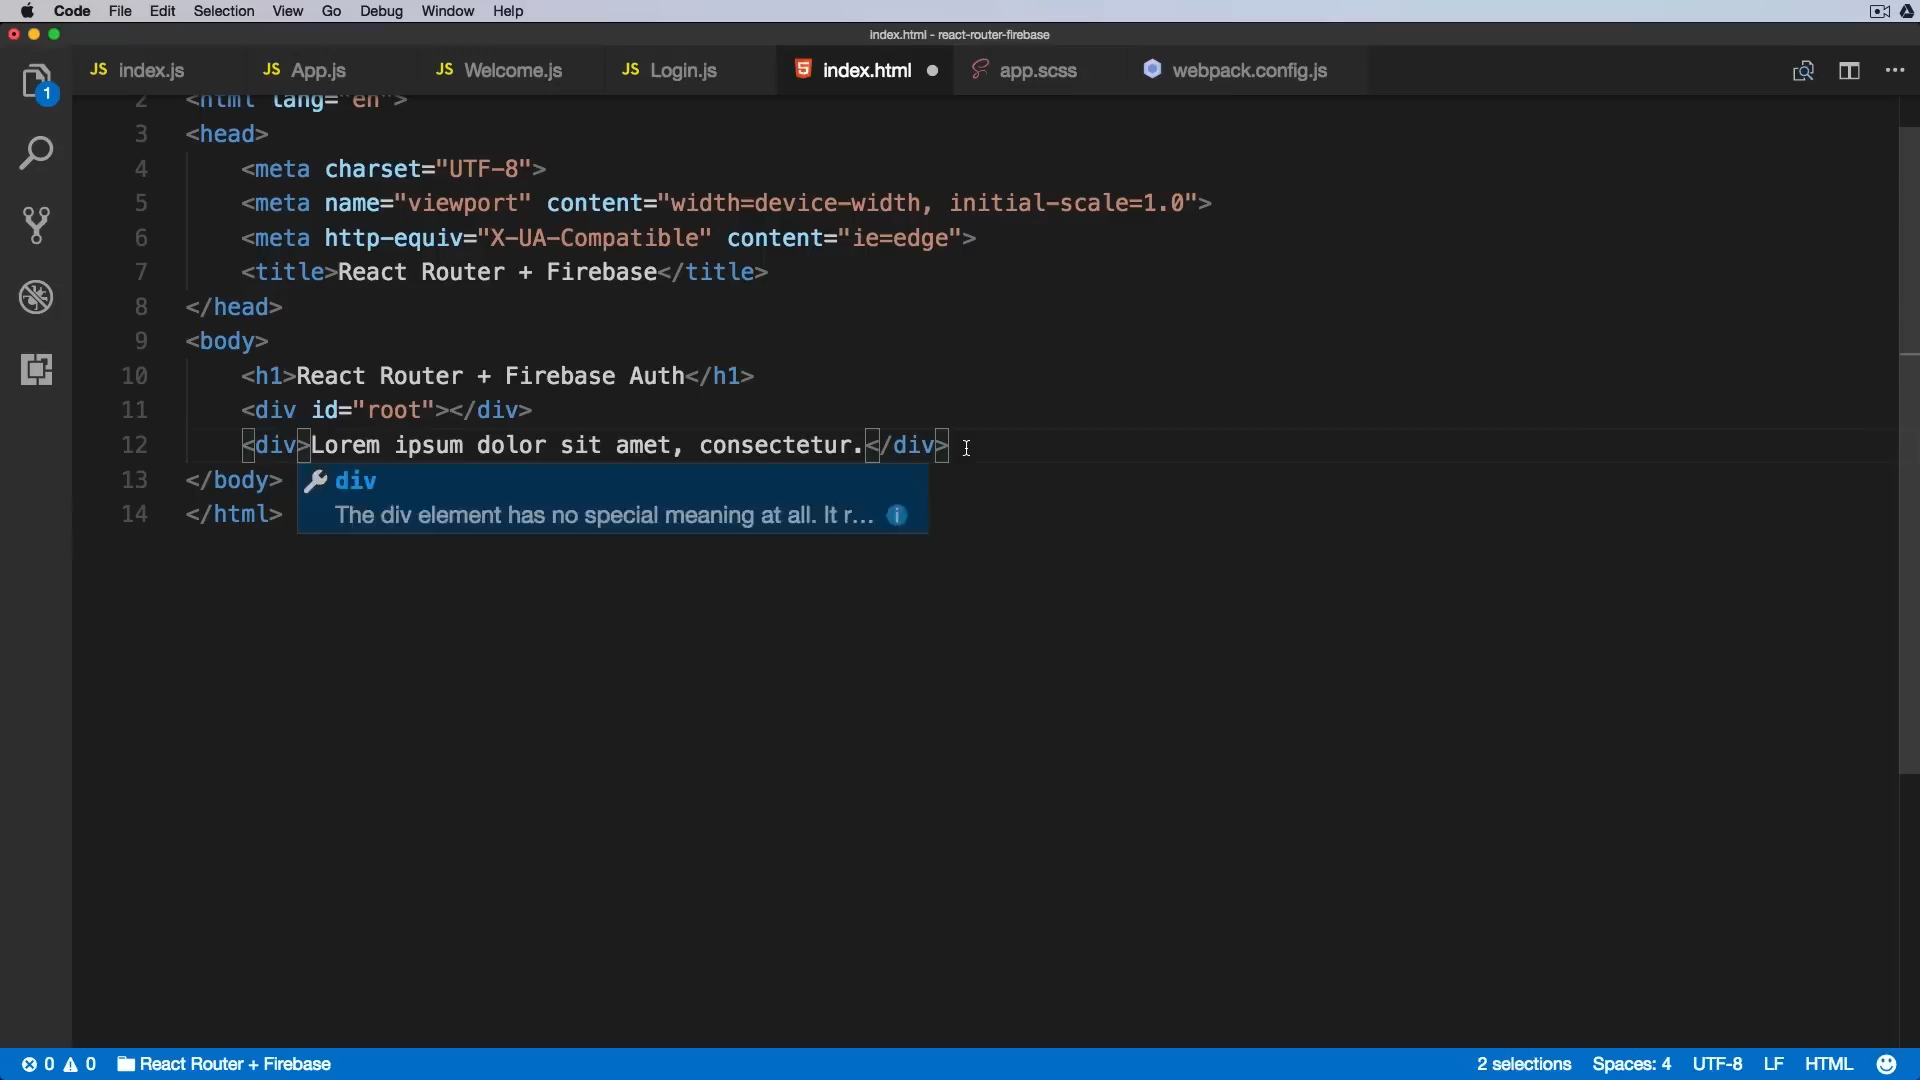 Code File Edit Selection View Go Debug Window Help
index.html - react-router-firebase
JS index.js JS App.js JS Welcome.js JS Login.js index.html app.scss webpack.config.js
1
2 <html lang="en">
3 <head>
4 <meta charset="UTF-8">
5 <meta name="viewport" content="width=device-width, initial-scale=1.0">
6 <meta http-equiv="X-UA-Compatible" content="ie=edge">
7 <title>React Router + Firebase</title>
8 </head>
9 <body>
10 <h1>React Router + Firebase Auth</h1>
11 <div id="root"></div>
12 <div>Lorem ipsum dolor sit amet, consectetur.</div>
13 </body>
div
14 </html>
The div element has no special meaning at all. It r...
0 0 React Router + Firebase 2 selections Spaces: 4 UTF-8 LF HTML